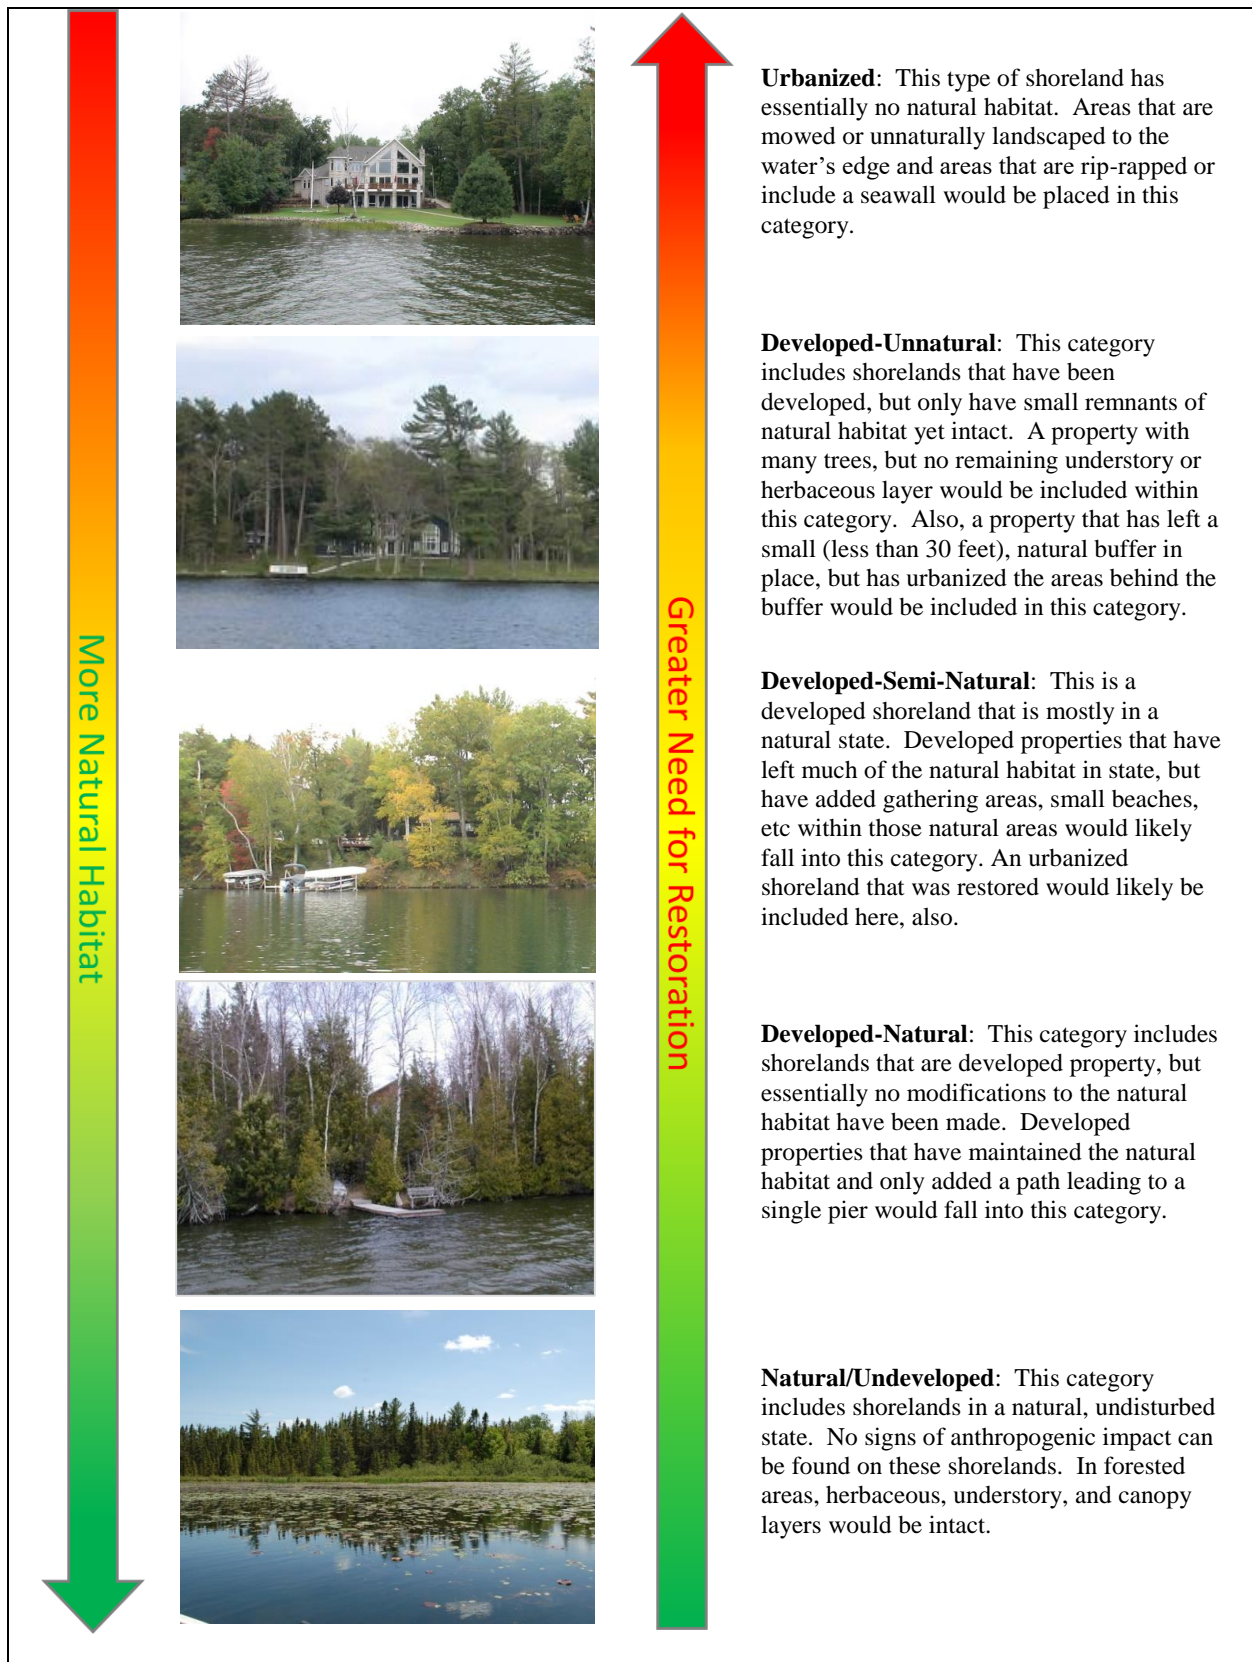 Urbanized: This type of shoreland has
essentially no natural habitat. Areas that are
mowed or unnaturally landscaped to the
water's edge and areas that are rip-rapped or
include a seawall would be placed in this
category.
Developed-Unnatural: This category
includes shorelands that have been
developed, but only have small remnants of
natural habitat yet intact. A property with
many trees, but no remaining understory or
herbaceous layer would be included within
this category. Also, a property that has left a
small (less than 30 feet), natural buffer in
place, but has urbanized the areas behind the
buffer would be included in this category.
More Natural Habitat
Greater Need for Restoration
Developed-Semi-Natural: This is a
developed shoreland that is mostly in a
natural state. Developed properties that have
left much of the natural habitat in state, but
have added gathering areas, small beaches,
etc within those natural areas would likely
fall into this category. An urbanized
shoreland that was restored would likely be
included here, also.
Developed-Natural: This category includes
shorelands that are developed property, but
essentially no modifications to the natural
habitat have been made. Developed
properties that have maintained the natural
habitat and only added a path leading to a
single pier would fall into this category.
Natural/Undeveloped: This category
includes shorelands in a natural, undisturbed
state. No signs of anthropogenic impact can
be found on these shorelands. In forested
areas, herbaceous, understory, and canopy
layers would be intact.